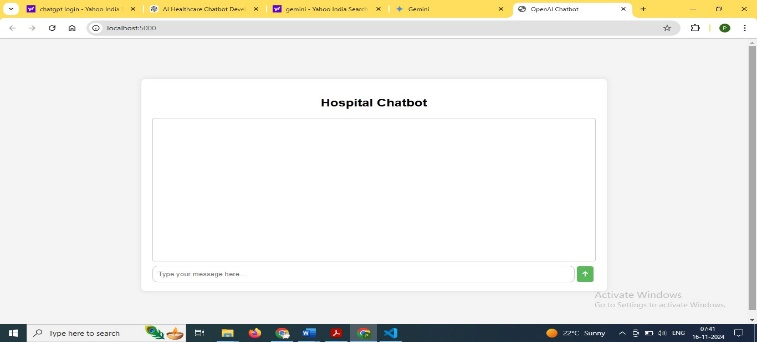 chatgpt login - Yahoo India
AI Healthcare Chatbot Devel
gemini - Yahoo India Search
Gemini
OpenAI Chatbot
localhost:5000
P
Hospital Chatbot
Type your message here...
Activate Windows
Go to Settings to activate Windows.
Type here to search
22°C Sunny
ENG
07:41
16-11-2024